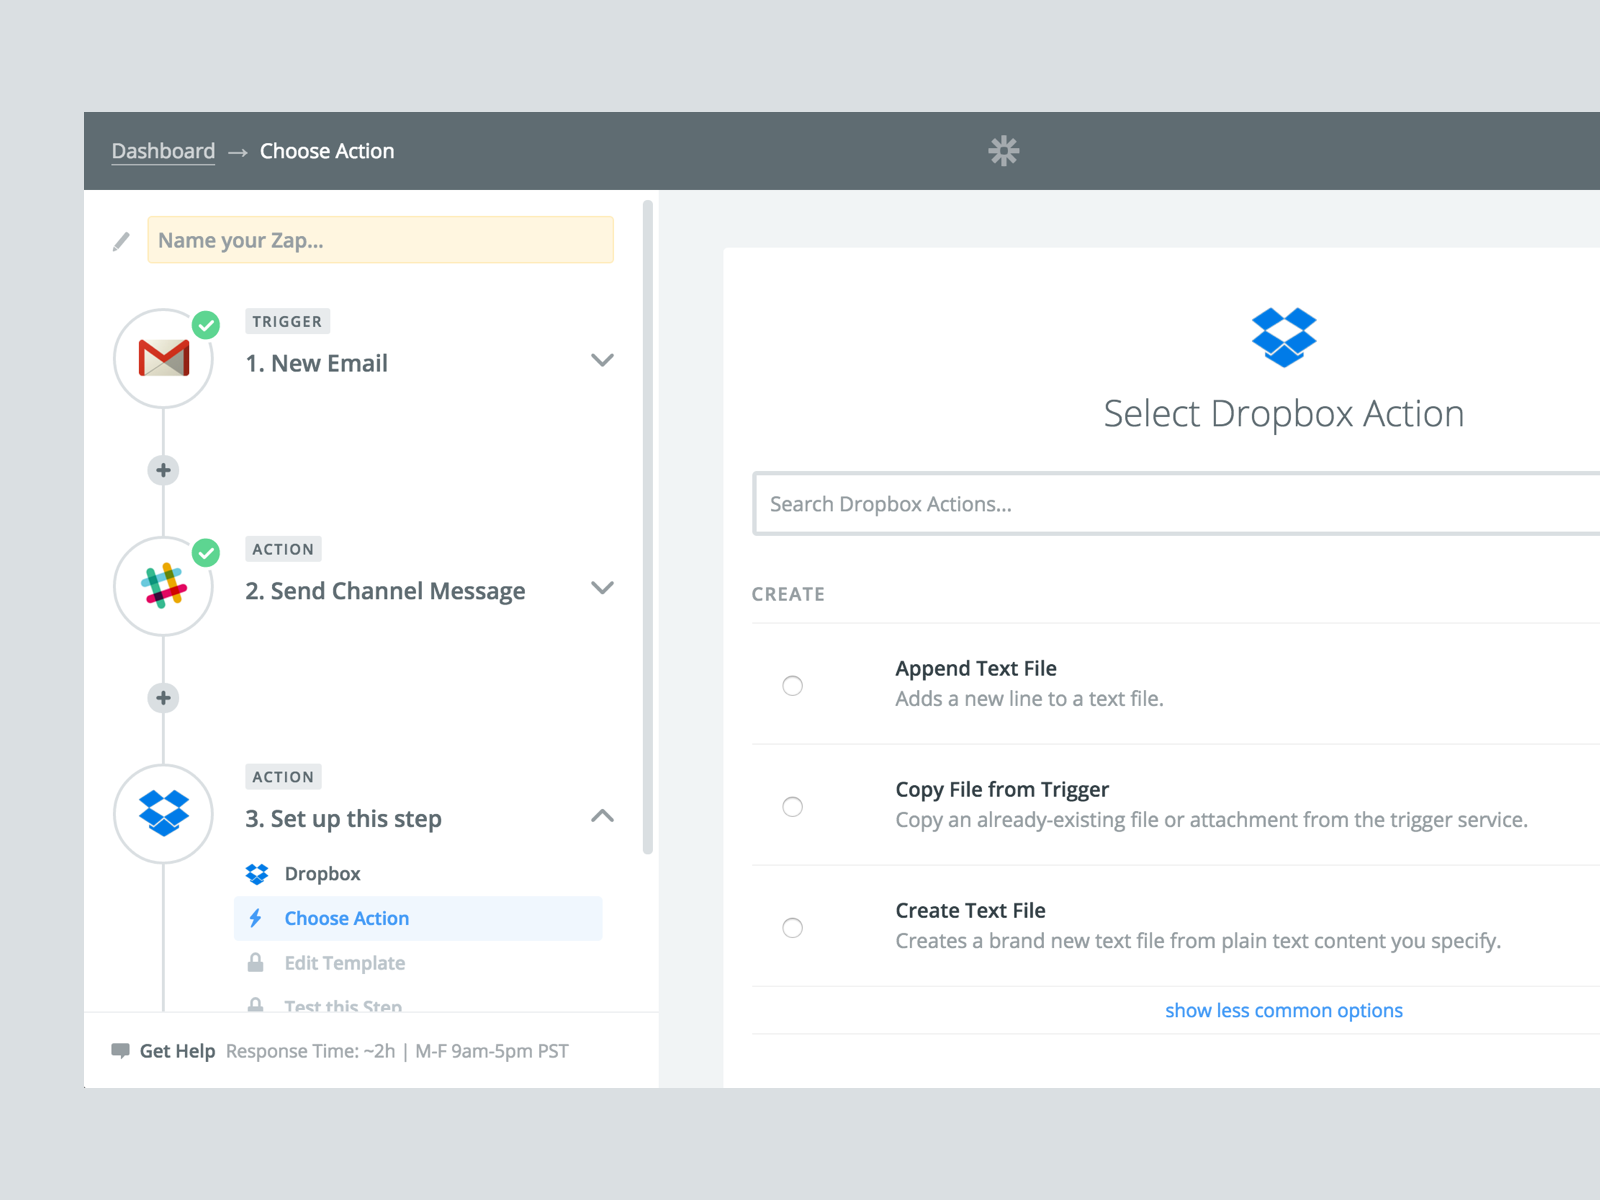 Dashboard → Choose Action
Name your Zap...
TRIGGER
1. New Email
ACTION
2. Send Channel Message
ACTION
3. Set up this step
Dropbox
Choose Action
Edit Template
Test this Step
Get Help Response Time: ~2h | M-F 9am-5pm PST
Select Dropbox Action
Search Dropbox Actions...
CREATE
Append Text File
Adds a new line to a text file.
Copy File from Trigger
Copy an already-existing file or attachment from the trigger service.
Create Text File
Creates a brand new text file from plain text content you specify.
show less common options